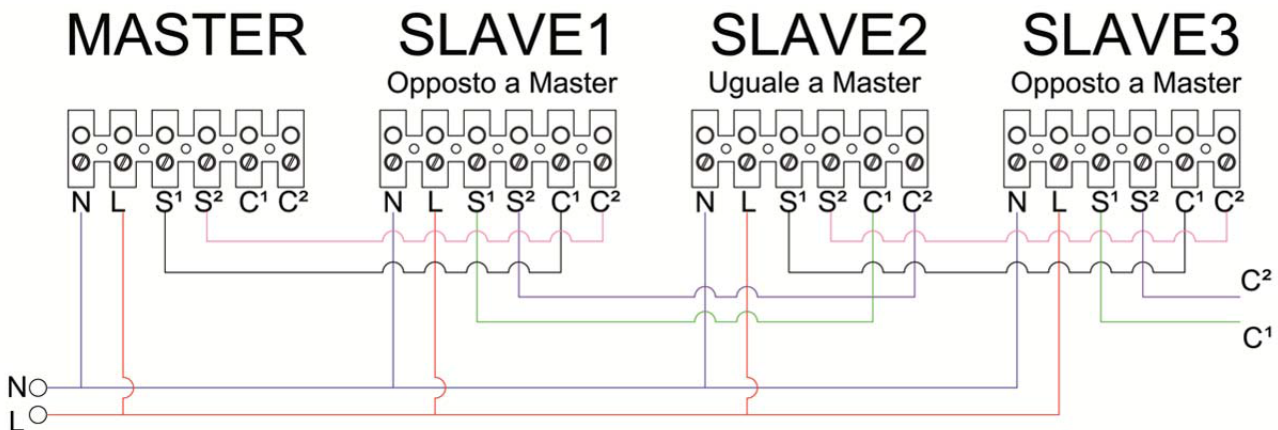 MASTER SLAVE1 SLAVE2 SLAVE3
Opposto a Master Uguale a Master Opposto a Master
N L S¹ S² C¹ C² N L S¹ S² C¹ C² N L S¹ S² C¹ C² N L S¹ S² C¹ C²
C²
C¹
N
L